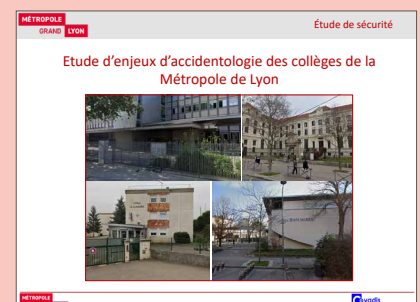 MÉTROPOLE
GRAND LYON
Étude de sécurité
Etude d'enjeux d'accidentologie des collèges de la
Métropole de Lyon
MÉTROPOLE